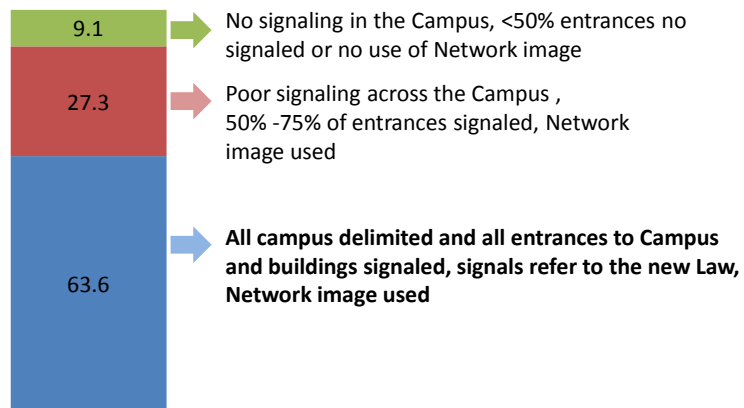 9.1
No signaling in the Campus, <50% entrances no
signaled or no use of Network image
27.3
Poor signaling across the Campus ,
50% -75% of entrances signaled, Network
image used
63.6
All campus delimited and all entrances to Campus
and buildings signaled, signals refer to the new Law,
Network image used